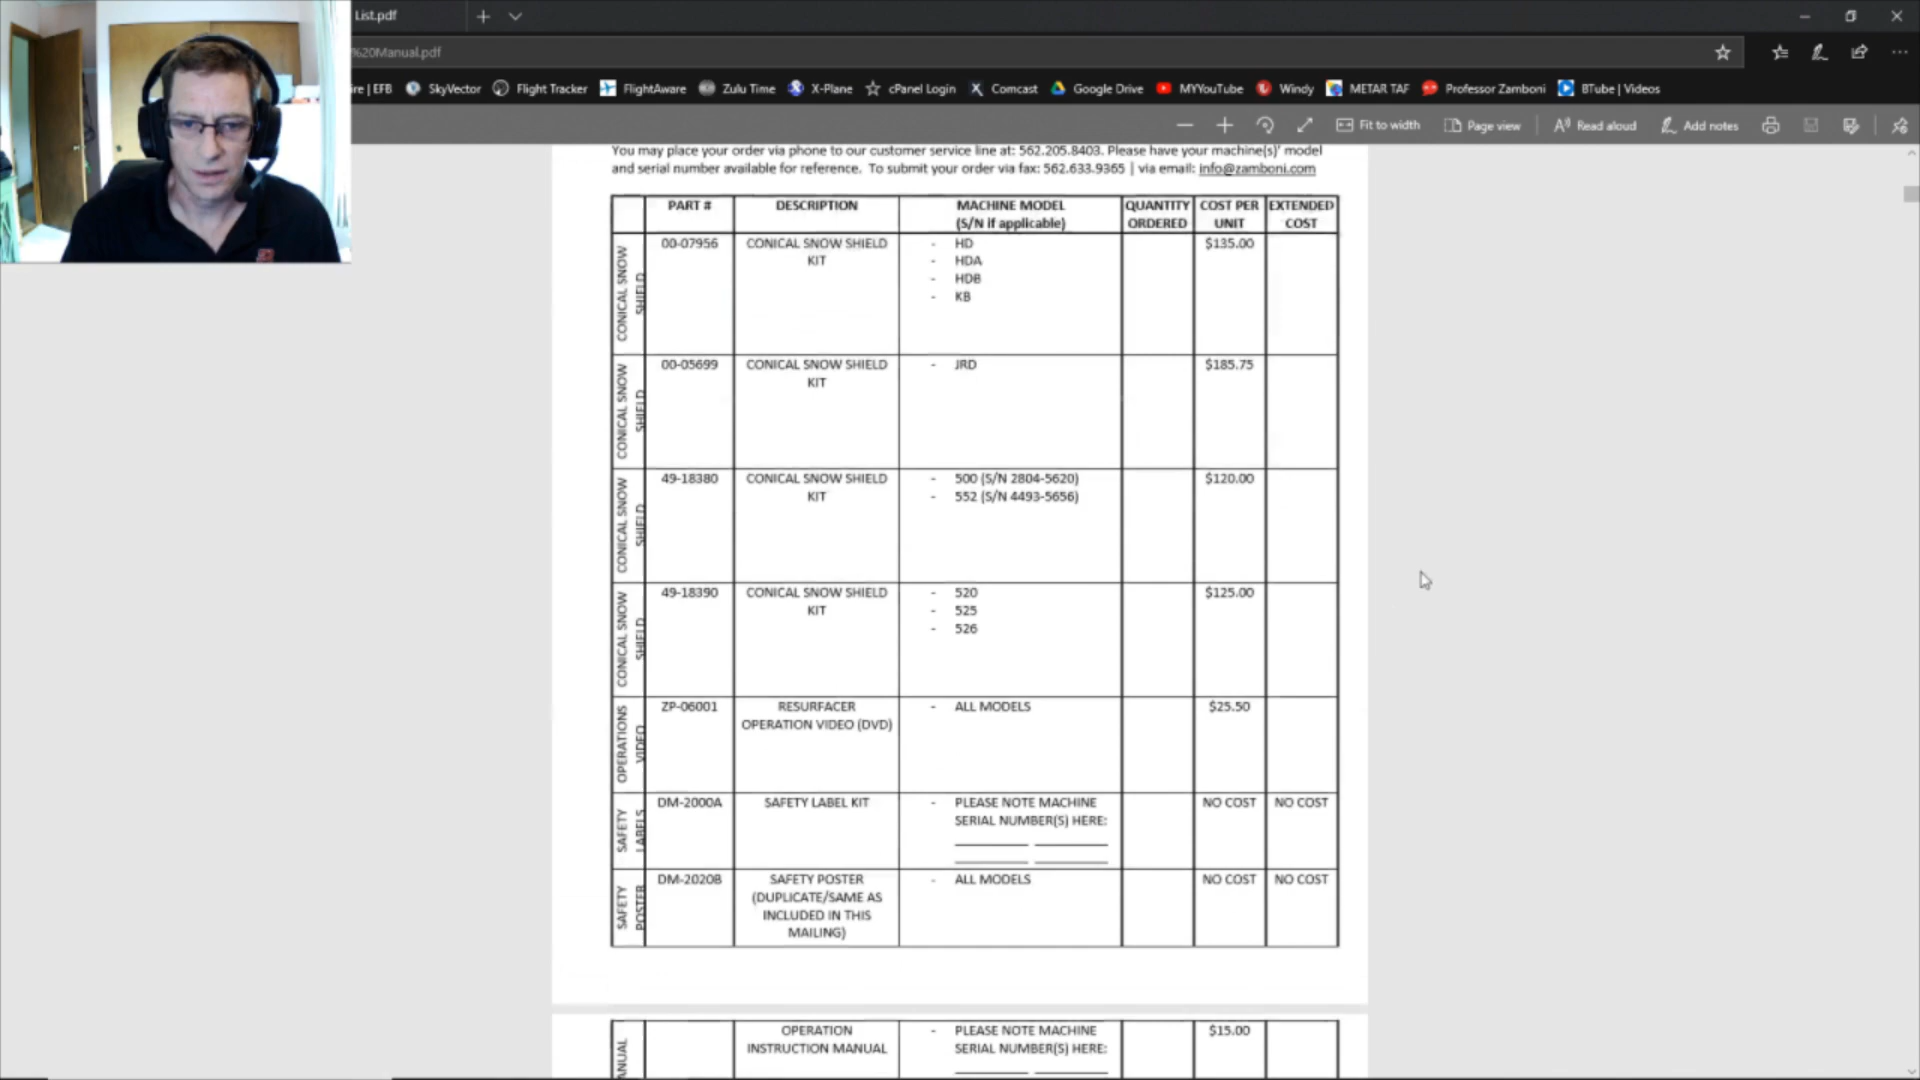 List.pdf
%20Manual.pdf
ire | EFB SkyVector Flight Tracker FlightAware Zulu Time X-Plane cPanel Login Comcast Google Drive MYYouTube Windy METAR TAF Professor Zamboni BTube | Videos
Fit to width Page view Read aloud Add notes
You may place your order via phone to our customer service line at: 562.205.8403. Please have your machine(s)' model
and serial number available for reference. To submit your order via fax: 562.633.9365 | via email: info@zamboni.com
PART # DESCRIPTION MACHINE MODEL QUANTITY COST PER EXTENDED
(S/N if applicable) ORDERED UNIT COST
CONICAL SNOW
SHIELD
00-07956 CONICAL SNOW SHIELD - HD $135.00
KIT - HDA
- HDB
- KB
CONICAL SNOW
SHIELD
00-05699 CONICAL SNOW SHIELD - JRD $185.75
KIT
CONICAL SNOW
SHIELD
49-18380 CONICAL SNOW SHIELD - 500 (S/N 2804-5620) $120.00
KIT - 552 (S/N 4493-5656)
CONICAL SNOW
SHIELD
49-18390 CONICAL SNOW SHIELD - 520 $125.00
KIT - 525
- 526
OPERATIONS
VIDEO
ZP-06001 RESURFACER - ALL MODELS $25.50
OPERATION VIDEO (DVD)
SAFETY
LABELS
DM-2000A SAFETY LABEL KIT - PLEASE NOTE MACHINE NO COST NO COST
SERIAL NUMBER(S) HERE:
SAFETY
POSTER
DM-2020B SAFETY POSTER - ALL MODELS NO COST NO COST
(DUPLICATE/SAME AS
INCLUDED IN THIS
MAILING)
ANUAL
OPERATION - PLEASE NOTE MACHINE $15.00
INSTRUCTION MANUAL SERIAL NUMBER(S) HERE: